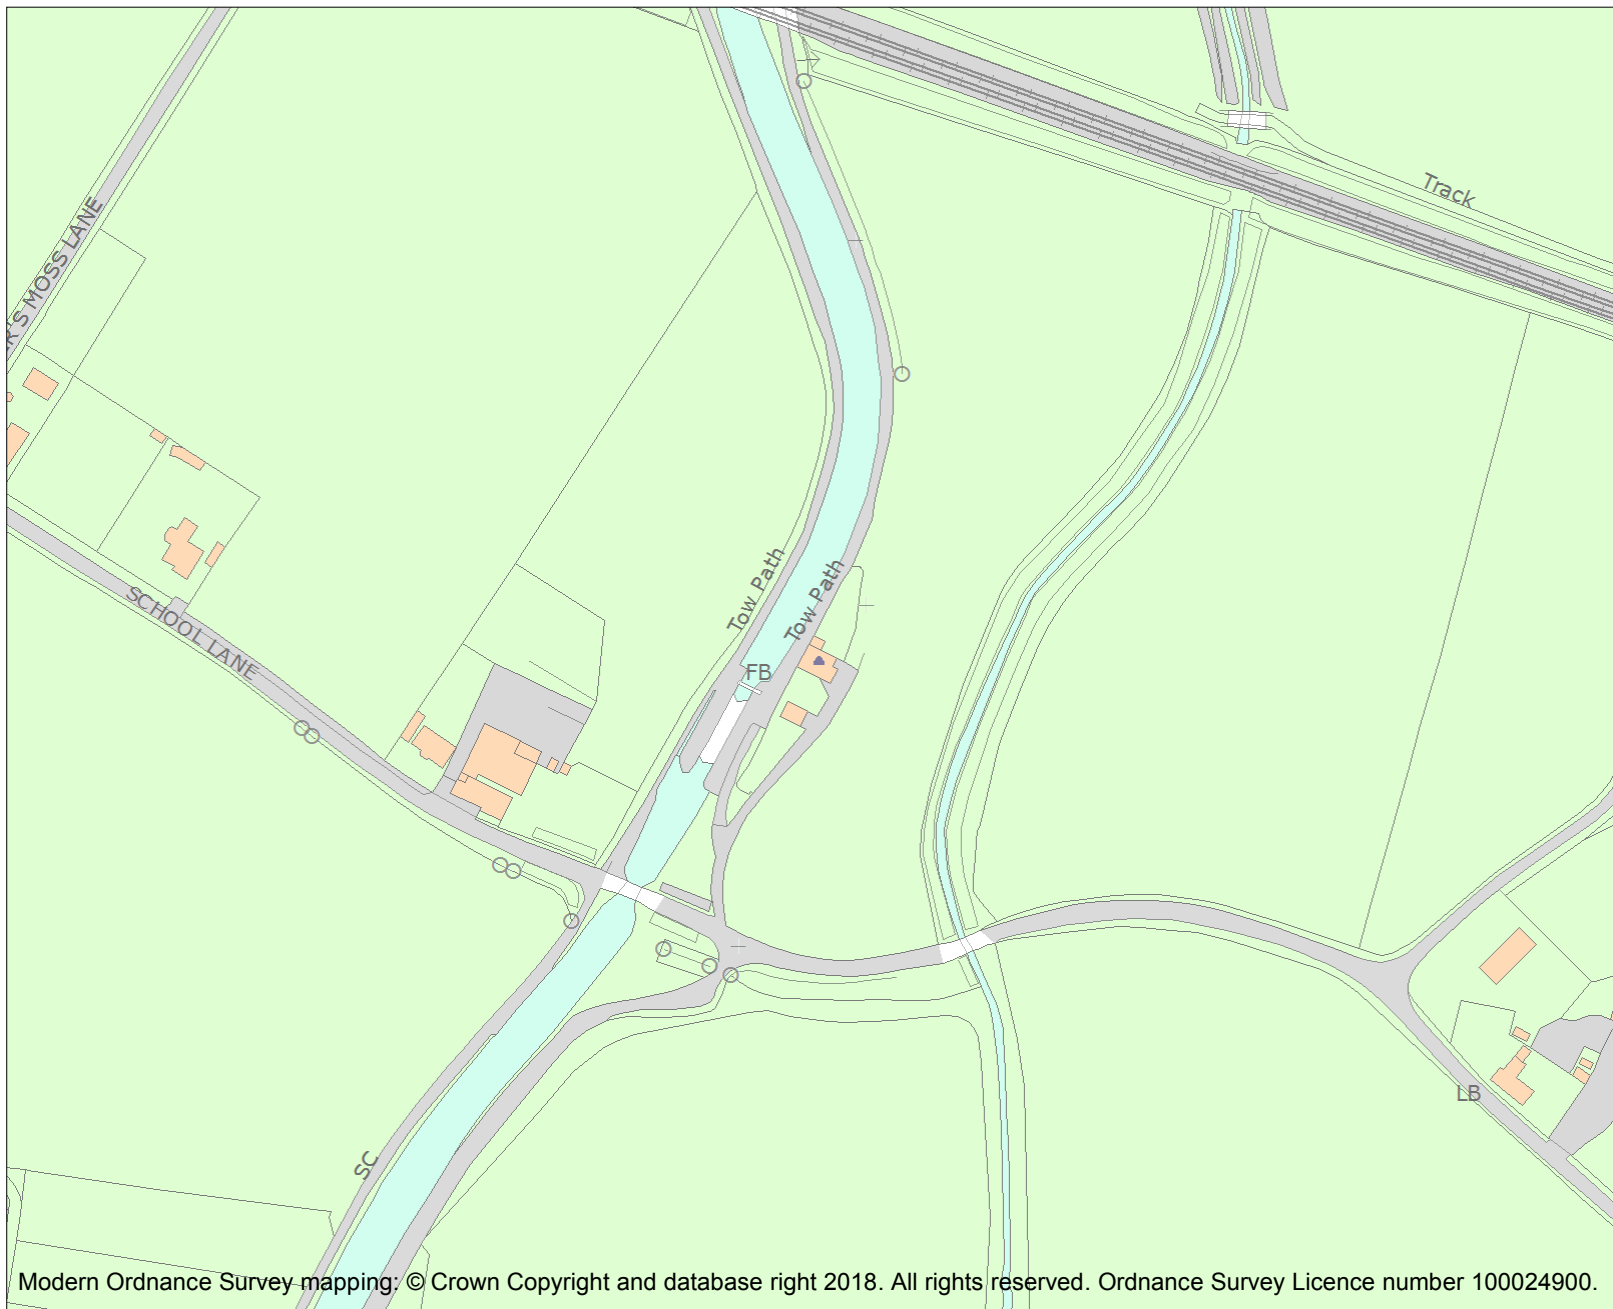 Track
R'S MOSS LANE
Tow Path
Tow Path
SCHOOL LANE
FB
LB
SC
Modern Ordnance Survey mapping: © Crown Copyright and database right 2018. All rights reserved. Ordnance Survey Licence number 100024900.